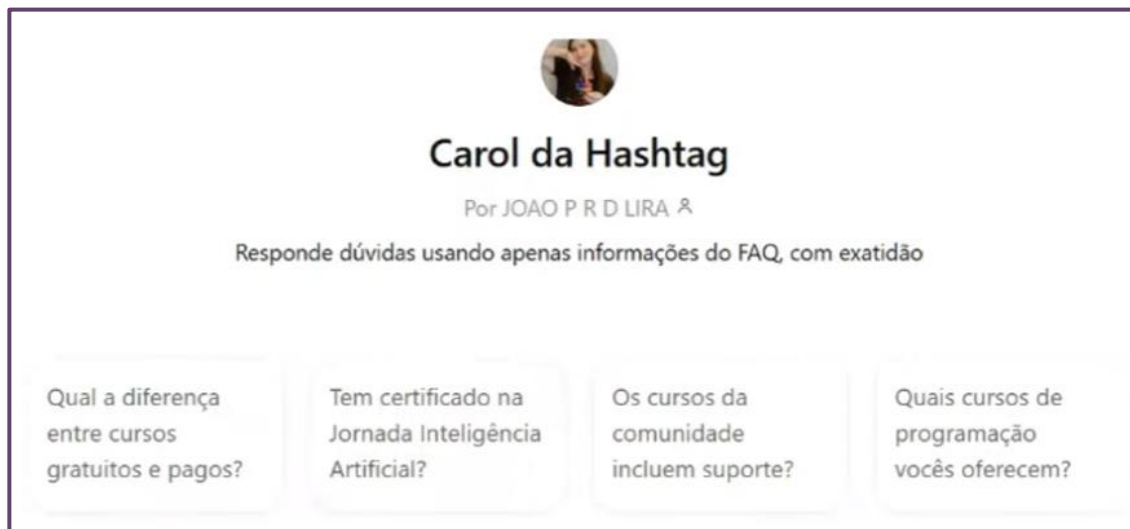 Carol da Hashtag
Por JOAO P R D LIRA
Responde dúvidas usando apenas informações do FAQ, com exatidão
Qual a diferença
entre cursos
gratuitos e pagos?
Tem certificado na
Jornada Inteligência
Artificial?
Os cursos da
comunidade
incluem suporte?
Quais cursos de
programação
vocês oferecem?